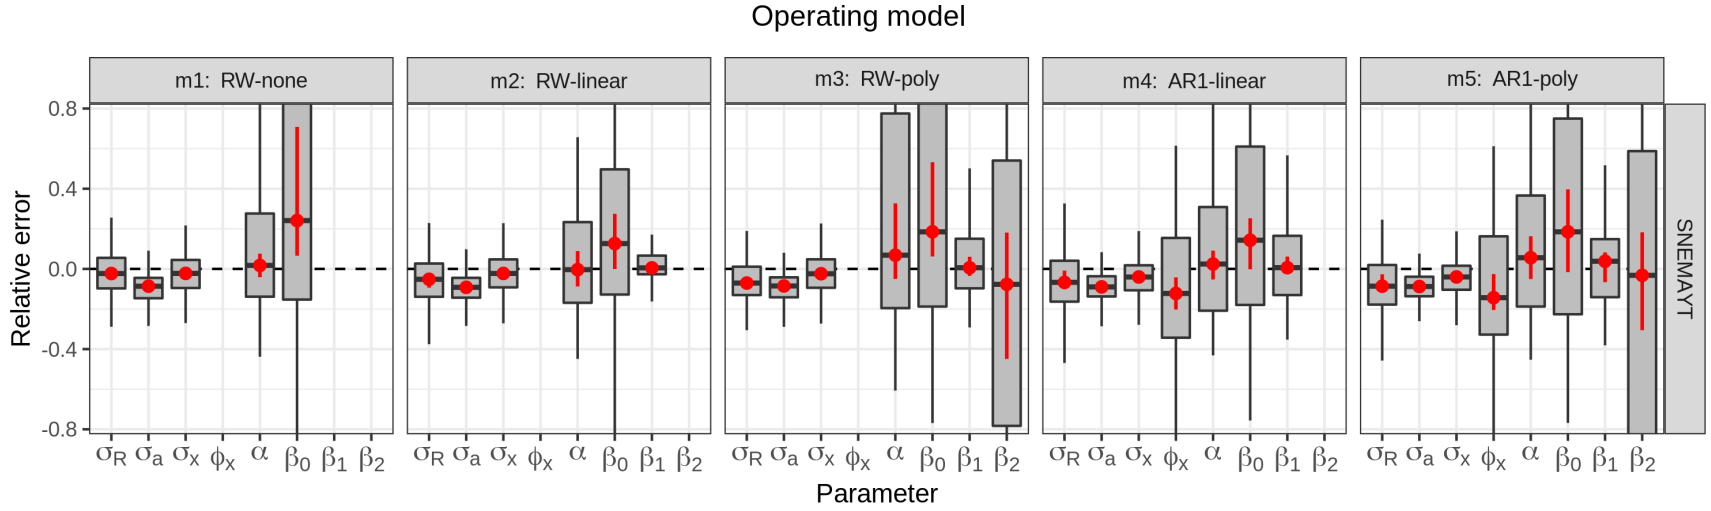 Operating model
m1: RW-none m2: RW-linear m3: RW-poly m4: AR1-linear m5: AR1-poly
Relative error
0.8
0.4
0.0
-0.4
-0.8
SNEMAYT
σR σa σx ϕx α β0 β1 β2 σR σa σx ϕx α β0 β1 β2 σR σa σx ϕx α β0 β1 β2 σR σa σx ϕx α β0 β1 β2 σR σa σx ϕx α β0 β1 β2
Parameter